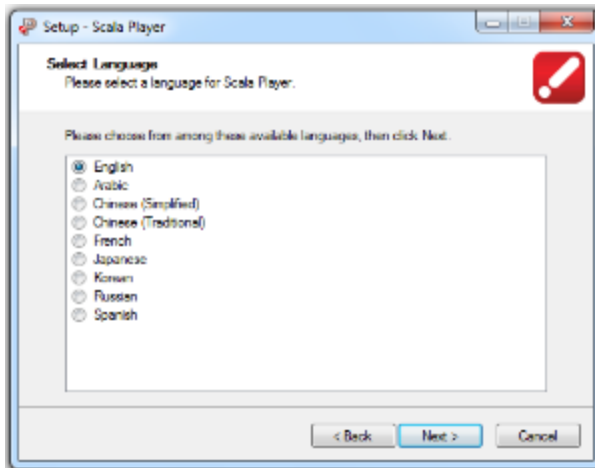 Setup - Scala Player
Select Language
Please select a language for Scala Player.
Please choose from among these available languages, then click Next.
English
Arabic
Chinese (Simplified)
Chinese (Traditional)
French
Japanese
Korean
Russian
Spanish
< Back Next > Cancel